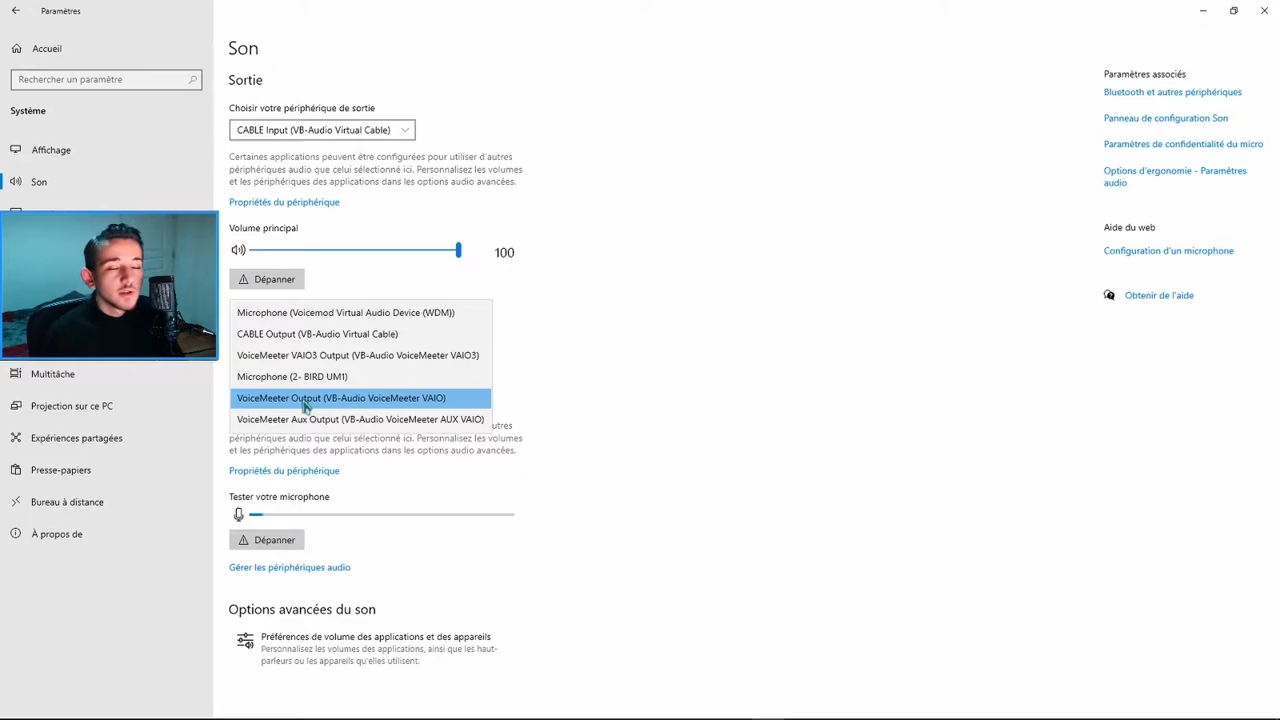 Paramètres
Accueil
Rechercher un paramètre
Système
Affichage
Son
Multitâche
Projection sur ce PC
Expériences partagées
Presse-papiers
Bureau à distance
À propos de
Son
Sortie
Choisir votre périphérique de sortie
CABLE Input (VB-Audio Virtual Cable)
Certaines applications peuvent être configurées pour utiliser d'autres
périphériques audio que celui sélectionné ici. Personnalisez les volumes
et les périphériques des applications dans les options audio avancées.
Propriétés du périphérique
Volume principal
100
Dépanner
Microphone (Voicemod Virtual Audio Device (WDM))
CABLE Output (VB-Audio Virtual Cable)
VoiceMeeter VAIO3 Output (VB-Audio VoiceMeeter VAIO3)
Microphone (2- BIRD UM1)
VoiceMeeter Output (VB-Audio VoiceMeeter VAIO)
VoiceMeeter Aux Output (VB-Audio VoiceMeeter AUX VAIO)
utres
périphériques audio que celui sélectionné ici. Personnalisez les volumes
et les périphériques des applications dans les options audio avancées.
Propriétés du périphérique
Tester votre microphone
Dépanner
Gérer les périphériques audio
Options avancées du son
Préférences de volume des applications et des appareils
Personnalisez les volumes des applications, ainsi que les haut-
parleurs ou les appareils qu'elles utilisent.
Paramètres associés
Bluetooth et autres périphériques
Panneau de configuration Son
Paramètres de confidentialité du micro
Options d'ergonomie - Paramètres
audio
Aide du web
Configuration d'un microphone
Obtenir de l'aide